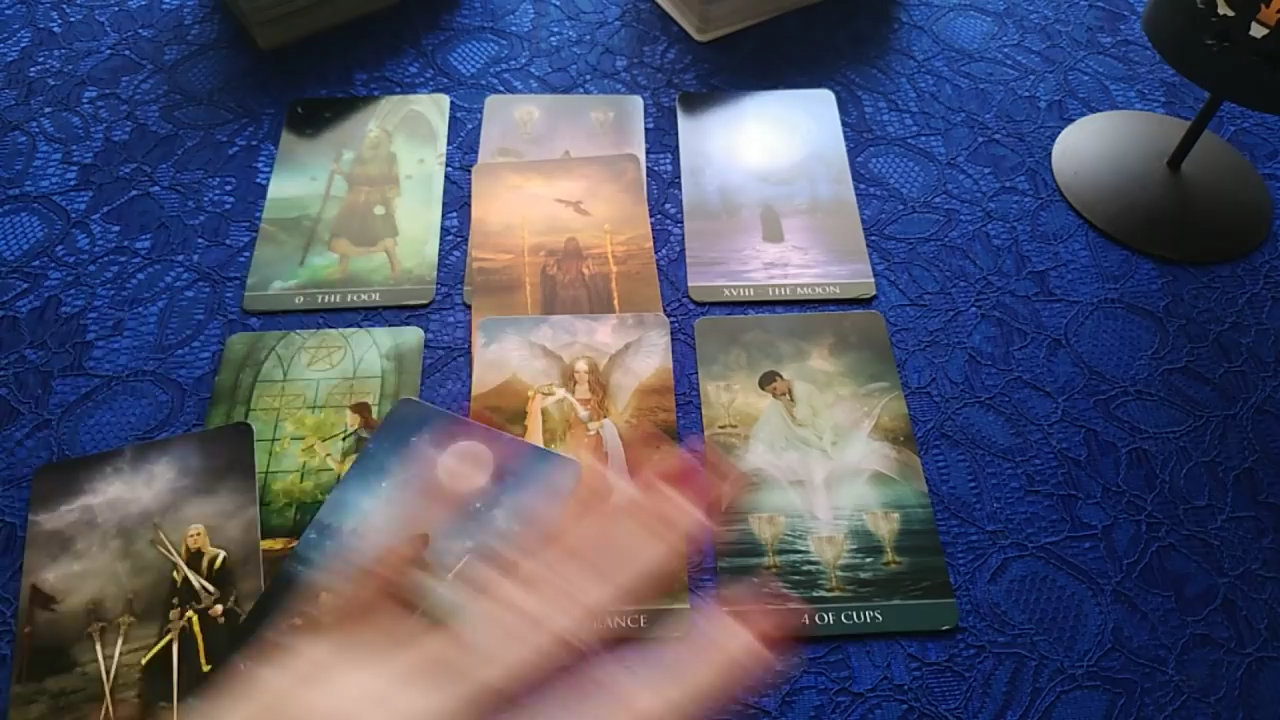 0 - THE FOOL
XVIII - THE MOON
RANCE
4 OF CUPS